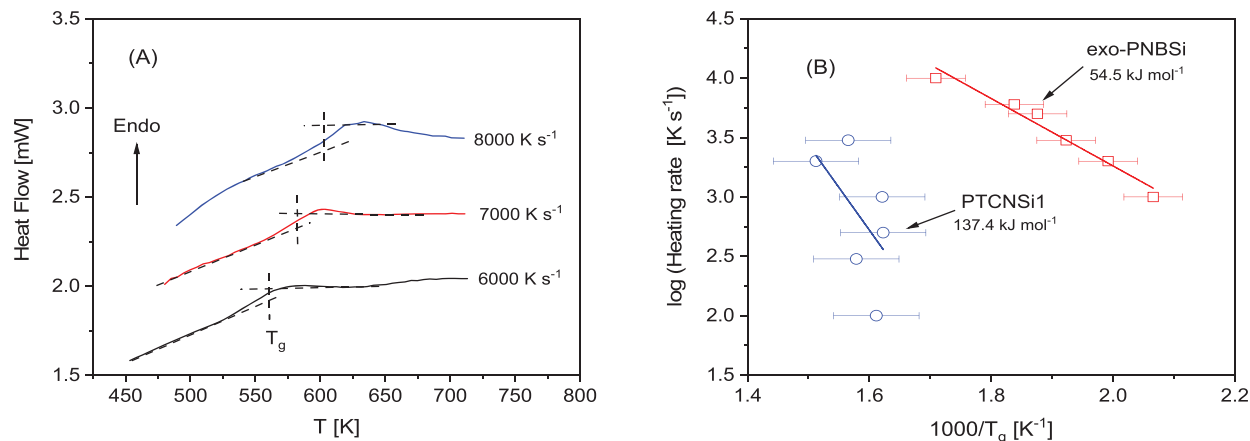 (A)
Endo
8000 K s⁻¹
7000 K s⁻¹
6000 K s⁻¹
Tg
3.5
3.0
2.5
2.0
1.5
450 500 550 600 650 700 750 800
Heat Flow [mW]
T [K]
(B)
exo-PNBSi
54.5 kJ mol⁻¹
PTCNSi1
137.4 kJ mol⁻¹
4.5
4.0
3.5
3.0
2.5
2.0
1.5
1.4 1.6 1.8 2.0 2.2
log (Heating rate [K s⁻¹])
1000/Tg [K⁻¹]